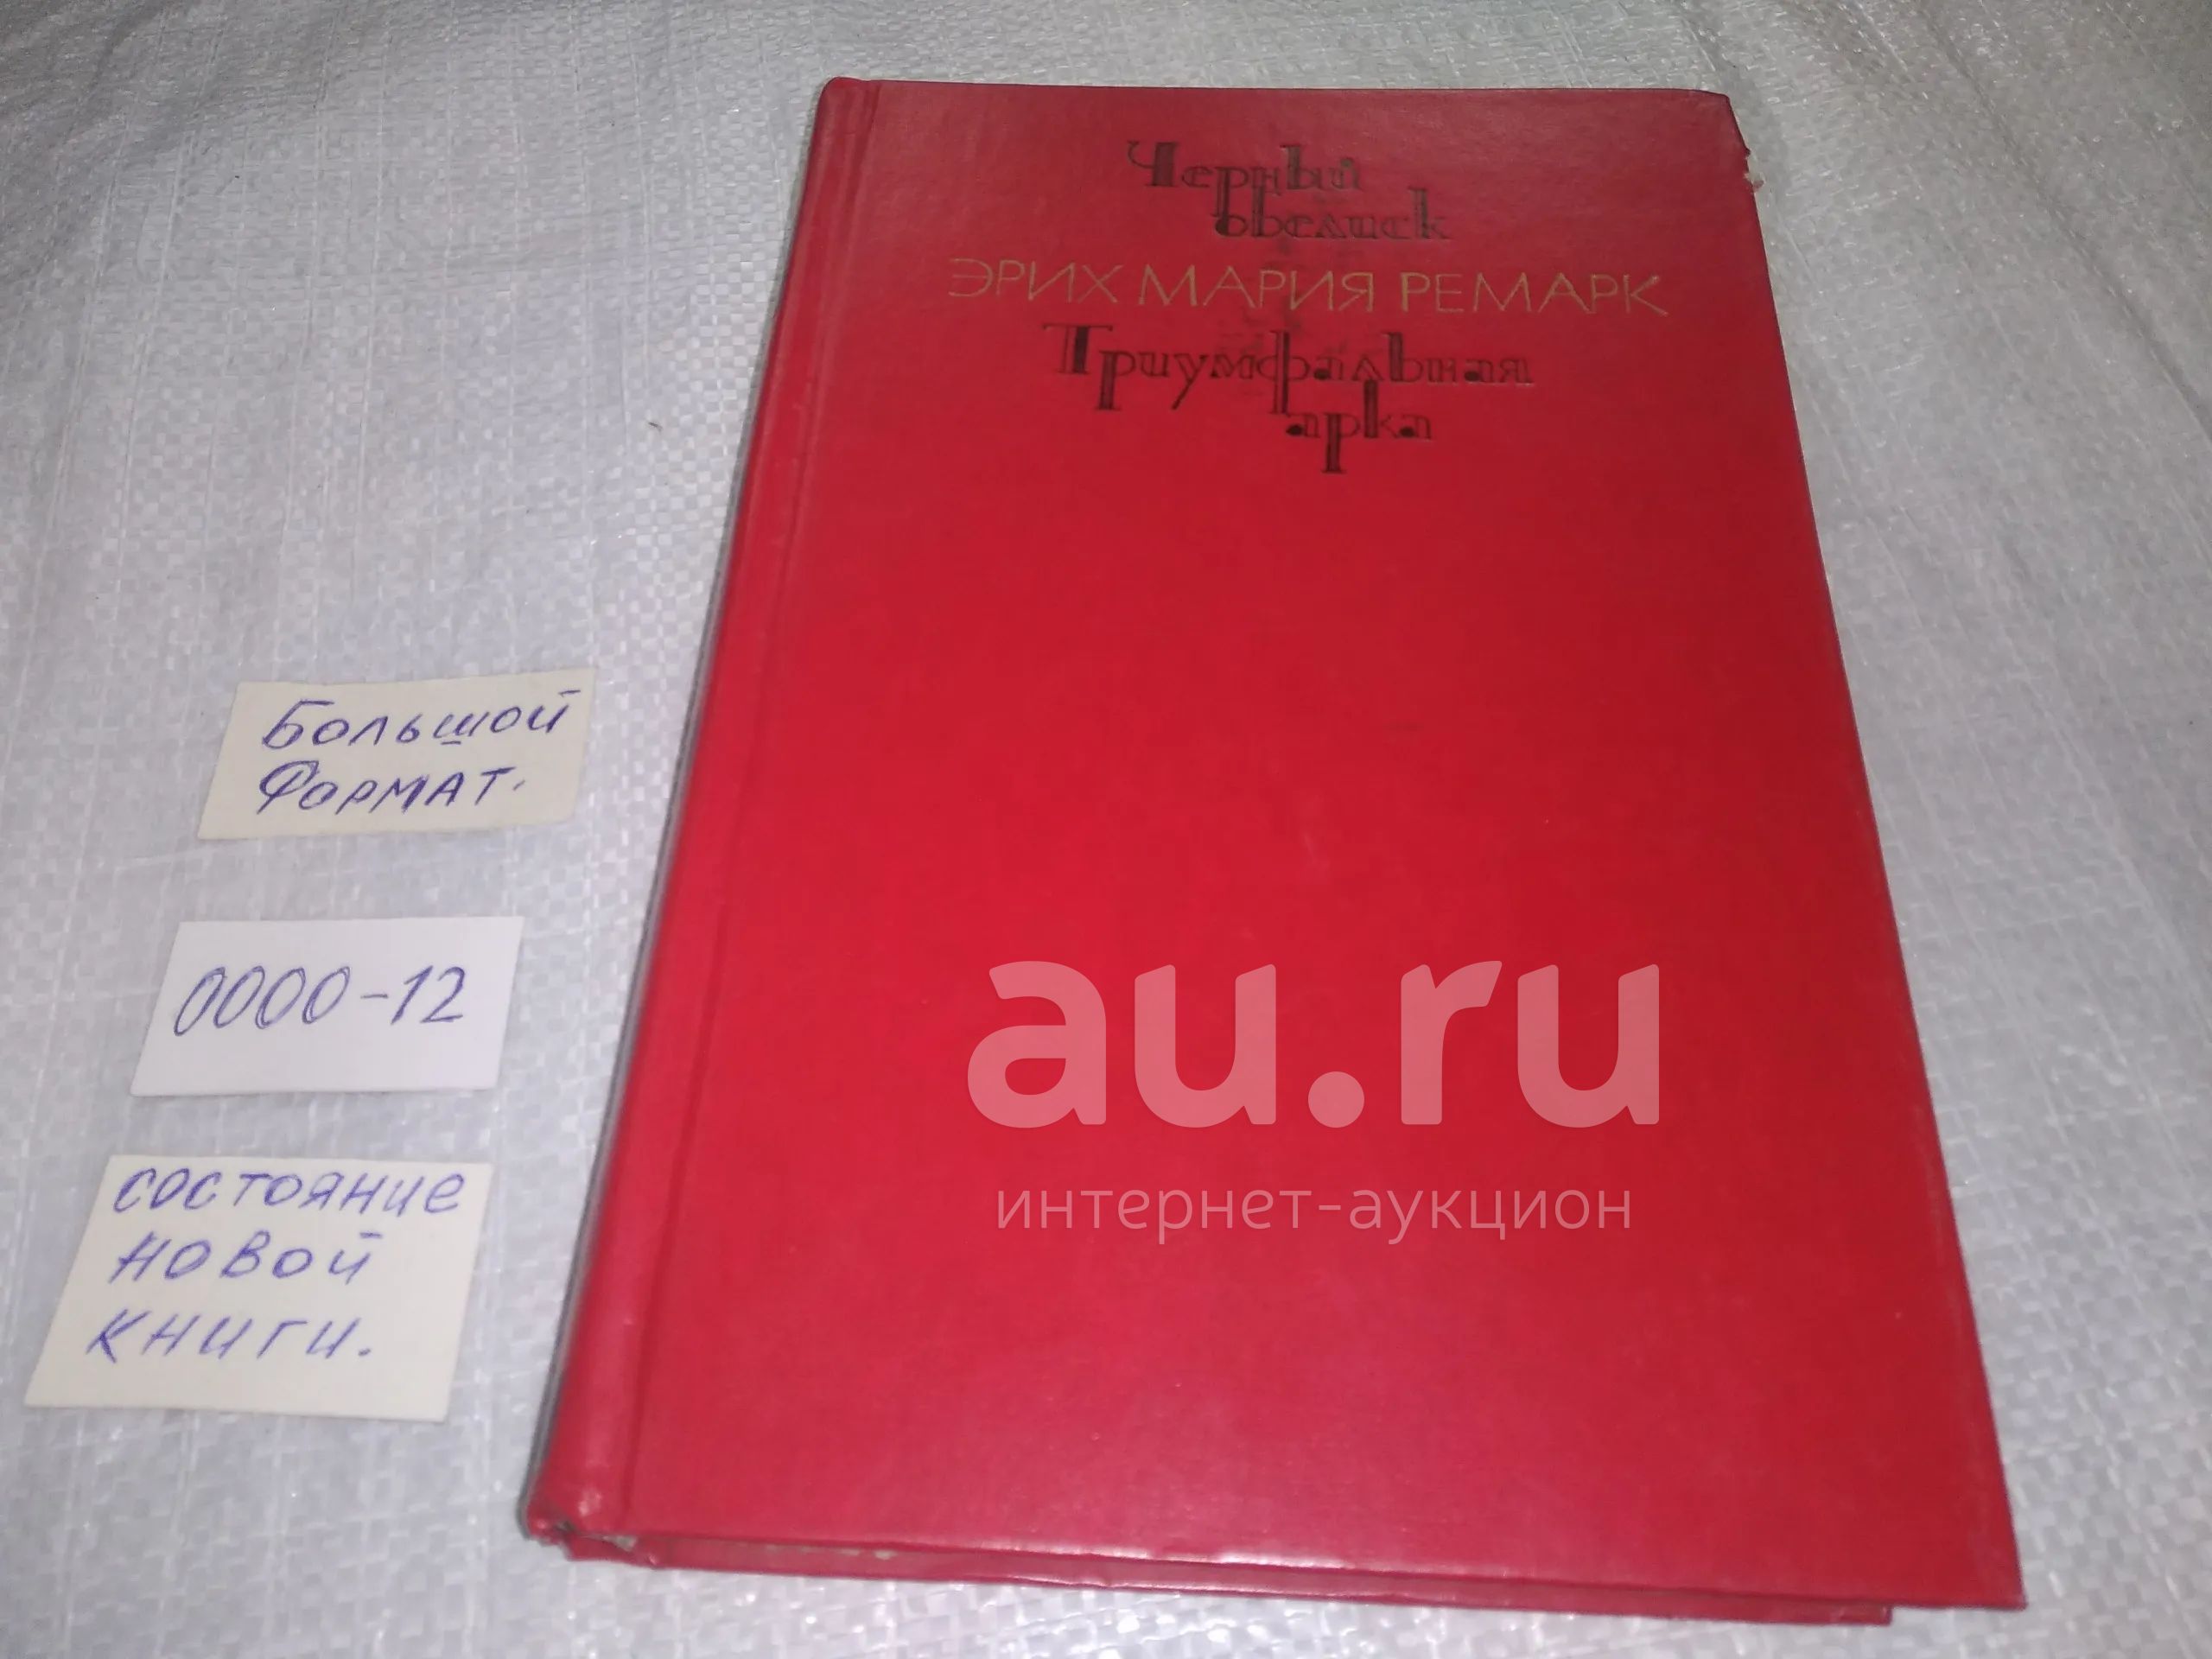 Черный
обелиск
ЭРИХ МАРИЯ РЕМАРК
Триумфальная
арка
Большой
Формат.
0000-12
состояние
новой
книги.
au.ru
интернет-аукцион